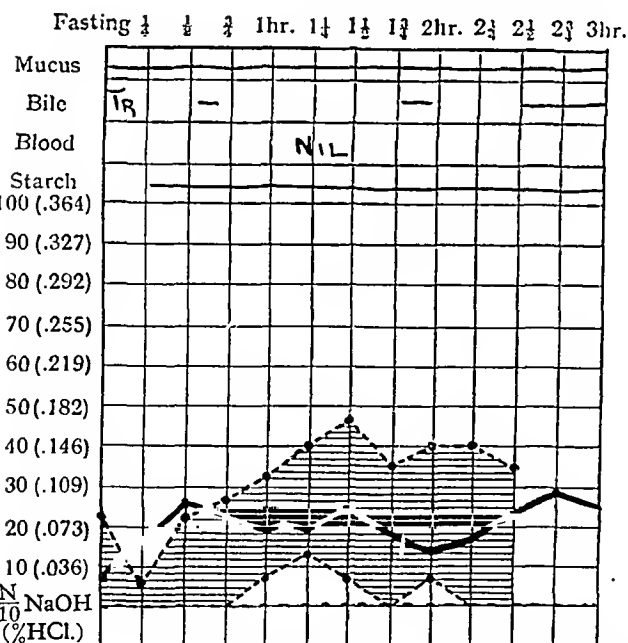 Fasting ¼ ½ ¾ 1hr. 1¼ 1½ 1¾ 2hr. 2¼ 2½ 2¾ 3hr.
Mucus
Bile TR
Blood NIL
Starch
100 (.364)
90 (.327)
80 (.292)
70 (.255)
60 (.219)
50 (.182)
40 (.146)
30 (.109)
20 (.073)
10 (.036)
N/10 NaOH
(%HCl.)